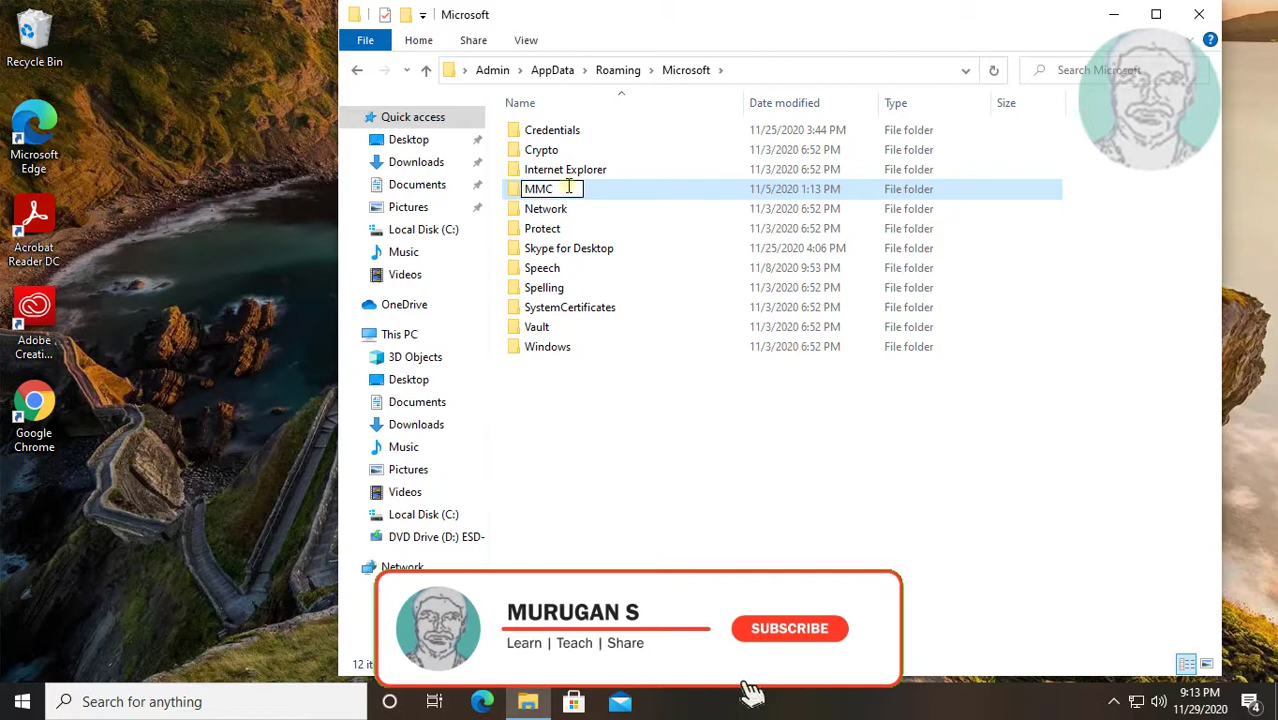 Recycle Bin
Microsoft Edge
Acrobat Reader DC
Adobe Creati...
Google Chrome
Microsoft
File Home Share View
Admin AppData Roaming Microsoft
Search Microsoft
Name Date modified Type Size
Credentials 11/25/2020 3:44 PM File folder
Crypto 11/3/2020 6:52 PM File folder
Internet Explorer 11/3/2020 6:52 PM File folder
MMC 11/5/2020 1:13 PM File folder
Network 11/3/2020 6:52 PM File folder
Protect 11/3/2020 6:52 PM File folder
Skype for Desktop 11/25/2020 4:06 PM File folder
Speech 11/8/2020 9:53 PM File folder
Spelling 11/3/2020 6:52 PM File folder
SystemCertificates 11/3/2020 6:52 PM File folder
Vault 11/3/2020 6:52 PM File folder
Windows 11/3/2020 6:52 PM File folder
Quick access
Desktop
Downloads
Documents
Pictures
Local Disk (C:)
Music
Videos
OneDrive
This PC
3D Objects
Desktop
Documents
Downloads
Music
Pictures
Videos
Local Disk (C:)
DVD Drive (D:) ESD-
Network
12 it
MURUGAN S
Learn | Teach | Share
SUBSCRIBE
Search for anything
9:13 PM
11/29/2020
4